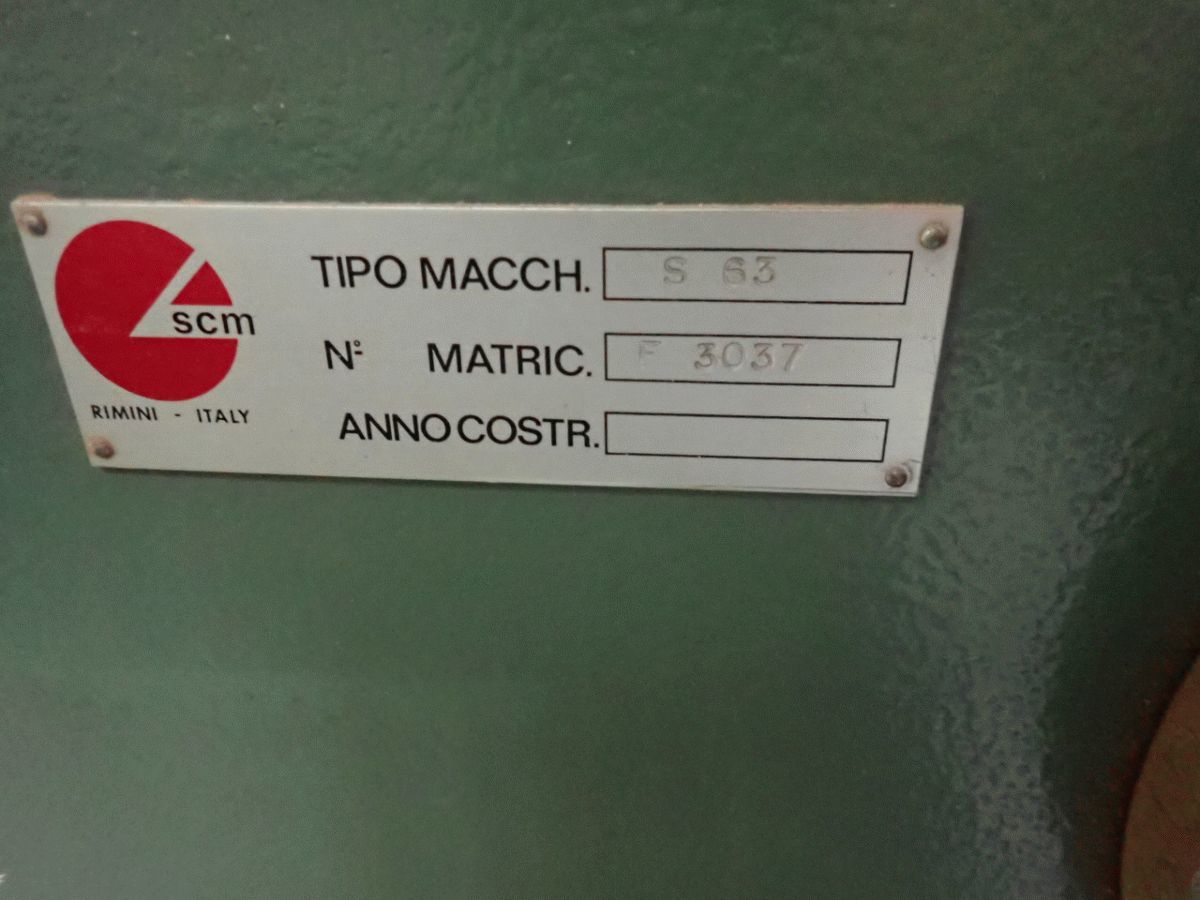 scm
RIMINI - ITALY
TIPO MACCH. S 63
N° MATRIC. F 3037
ANNO COSTR.